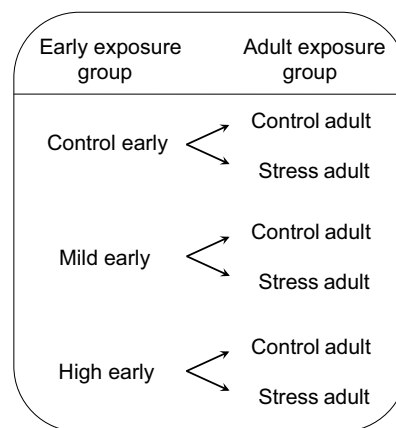 Early exposure group
Adult exposure group
Control early
Control adult
Stress adult
Mild early
Control adult
Stress adult
High early
Control adult
Stress adult